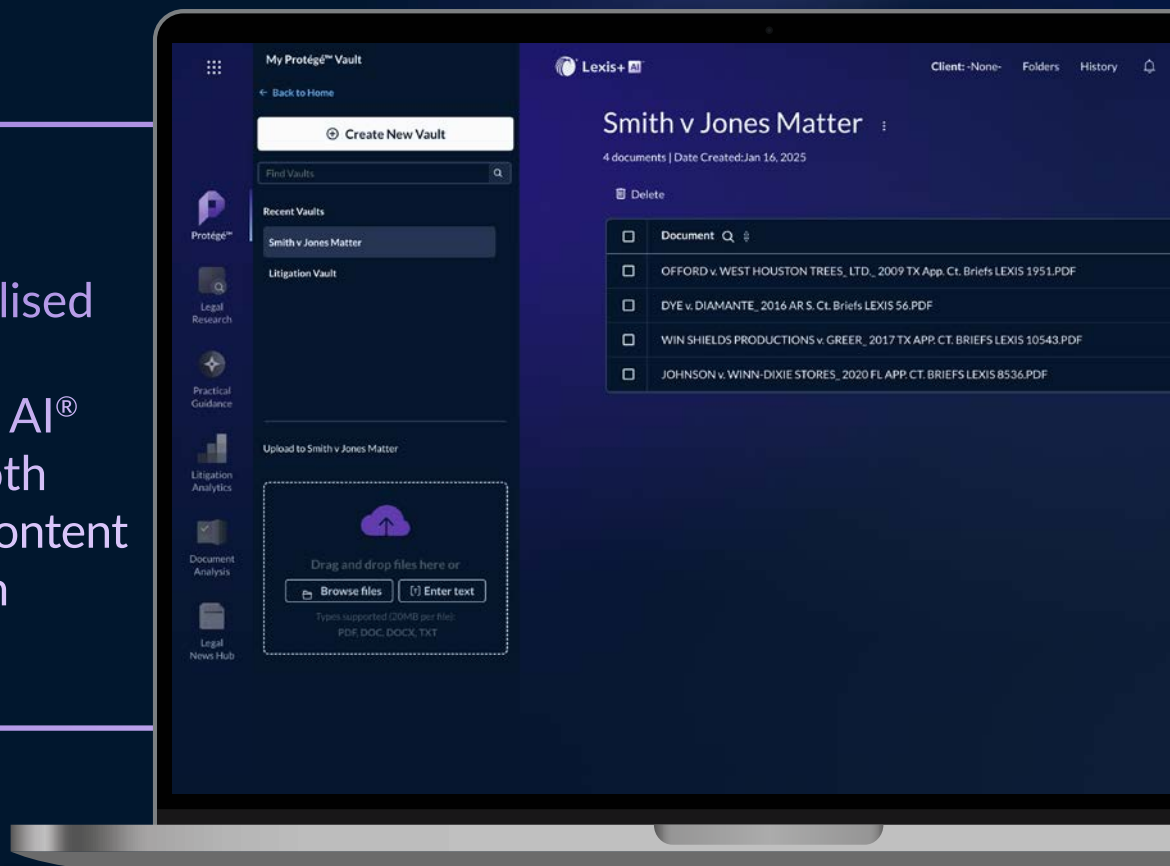 lised
AI®
oth
ontent
n
My Protégé™ Vault
← Back to Home
Create New Vault
Find Vaults
Recent Vaults
Smith v Jones Matter
Litigation Vault
Protégé™
Legal
Research
Practical
Guidance
Litigation
Analytics
Document
Analysis
Legal
News Hub
Upload to Smith v Jones Matter
Drag and drop files here or
Browse files
[T] Enter text
Types supported (20MB per file):
PDF, DOC, DOCX, TXT
Lexis+ AI™
Client: -None- Folders History
Smith v Jones Matter
4 documents | Date Created:Jan 16, 2025
Delete
Document
OFFORD v. WEST HOUSTON TREES_ LTD._ 2009 TX App. Ct. Briefs LEXIS 1951.PDF
DYE v. DIAMANTE_ 2016 AR S. Ct. Briefs LEXIS 56.PDF
WIN SHIELDS PRODUCTIONS v. GREER_ 2017 TX APP. CT. BRIEFS LEXIS 10543.PDF
JOHNSON v. WINN-DIXIE STORES_ 2020 FL APP. CT. BRIEFS LEXIS 8536.PDF